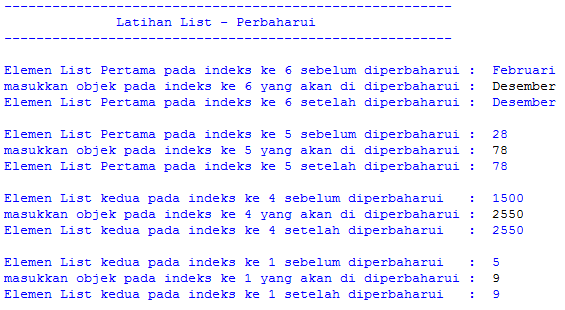 --------------------------------------------------------
Latihan List - Perbaharui
--------------------------------------------------------
Elemen List Pertama pada indeks ke 6 sebelum diperbaharui : Februari
masukkan objek pada indeks ke 6 yang akan di perbaharui : Desember
Elemen List Pertama pada indeks ke 6 setelah diperbaharui : Desember
Elemen List Pertama pada indeks ke 5 sebelum diperbaharui : 28
masukkan objek pada indeks ke 5 yang akan di perbaharui : 78
Elemen List Pertama pada indeks ke 5 setelah diperbaharui : 78
Elemen List kedua pada indeks ke 4 sebelum diperbaharui : 1500
masukkan objek pada indeks ke 4 yang akan di perbaharui : 2550
Elemen List kedua pada indeks ke 4 setelah diperbaharui : 2550
Elemen List kedua pada indeks ke 1 sebelum diperbaharui : 5
masukkan objek pada indeks ke 1 yang akan di perbaharui : 9
Elemen List kedua pada indeks ke 1 setelah diperbaharui : 9